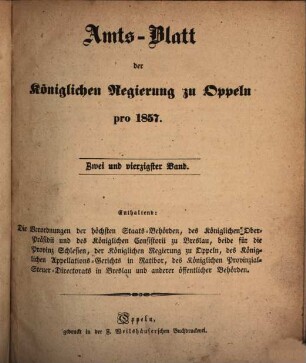 Amts-Blatt
der
Königlichen Regierung zu Oppeln
pro 1857.
Zwei und vierzigster Band.
Enthaltend:
Die Verordnungen der höchsten Staats-Behörden, des Königlichen Ober-
Präsidii und des Königlichen Consistorii zu Breslau, beide für die
Provinz Schlesien, der Königlichen Regierung zu Oppeln, des König-
lichen Appellations-Gerichts in Ratibor, des Königlichen Provinzial-
Steuer-Directorats in Breslau und anderer öffentlicher Behörden.
Oppeln,
gedruckt in der F. Weilshäuserschen Buchdruckerei.